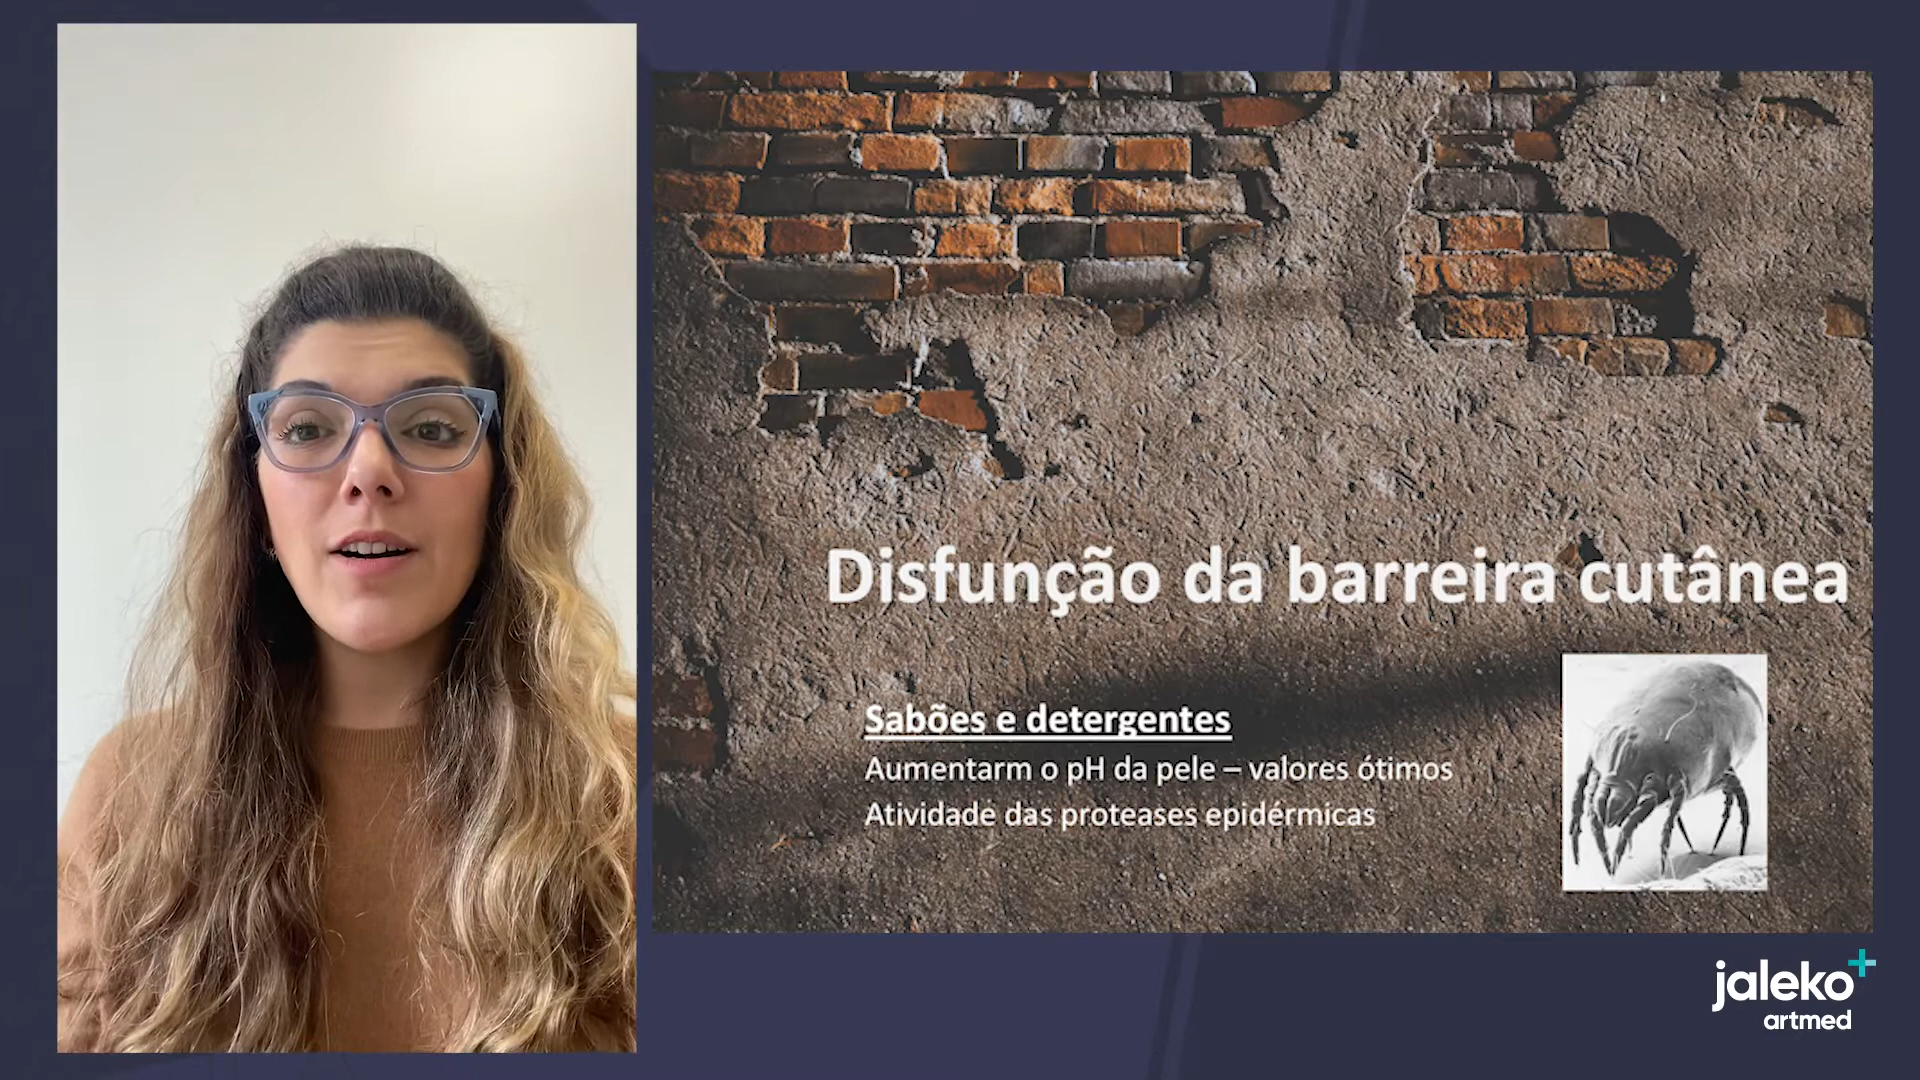 Disfunção da barreira cutânea
Sabões e detergentes
Aumentarm o pH da pele – valores ótimos
Atividade das proteases epidérmicas
jaleko+
artmed